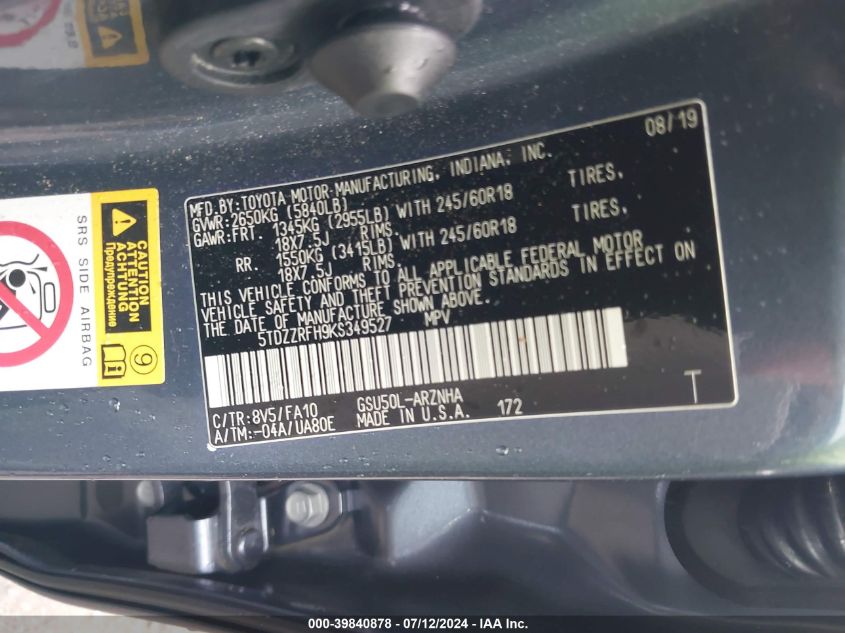 08/19
MFD.BY:TOYOTA MOTOR MANUFACTURING, INDIANA, INC.
GVWR:2650KG (5840LB)
GAWR:FRT. 1345KG (2955LB) WITH 245/60R18 TIRES,
18X7.5J RIMS,
RR. 1550KG (3415LB) WITH 245/60R18 TIRES,
18X7.5J RIMS
THIS VEHICLE CONFORMS TO ALL APPLICABLE FEDERAL MOTOR
VEHICLE SAFETY AND THEFT PREVENTION STANDARDS IN EFFECT ON
THE DATE OF MANUFACTURE SHOWN ABOVE.
5TDZZRFH9KS349527 MPV
C/TR:8V5/FA10 GSU50L-ARZNHA
A/TM:-04A/UA80E MADE IN U.S.A. 172
T
SRS SIDE AIRBAG
ATTENTION
CAUTION
ACHTUNG
Предупреждение
9
000-39840878 - 07/12/2024 - IAA Inc.